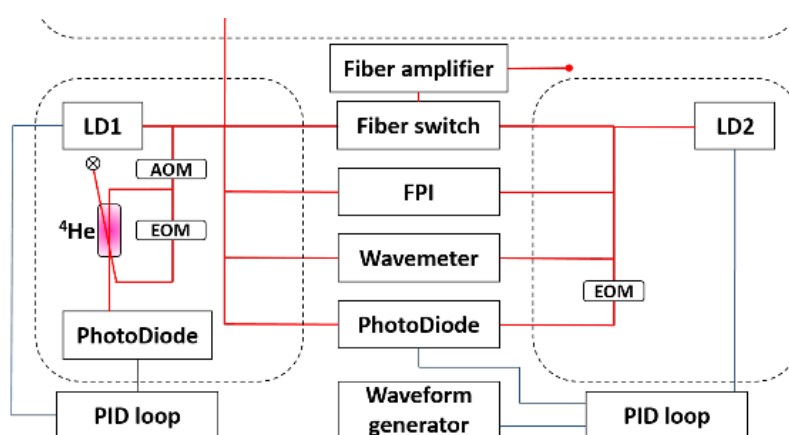 Fiber amplifier
LD1
Fiber switch
LD2
AOM
FPI
⁴He
EOM
Wavemeter
EOM
PhotoDiode
PhotoDiode
PID loop
Waveform
generator
PID loop